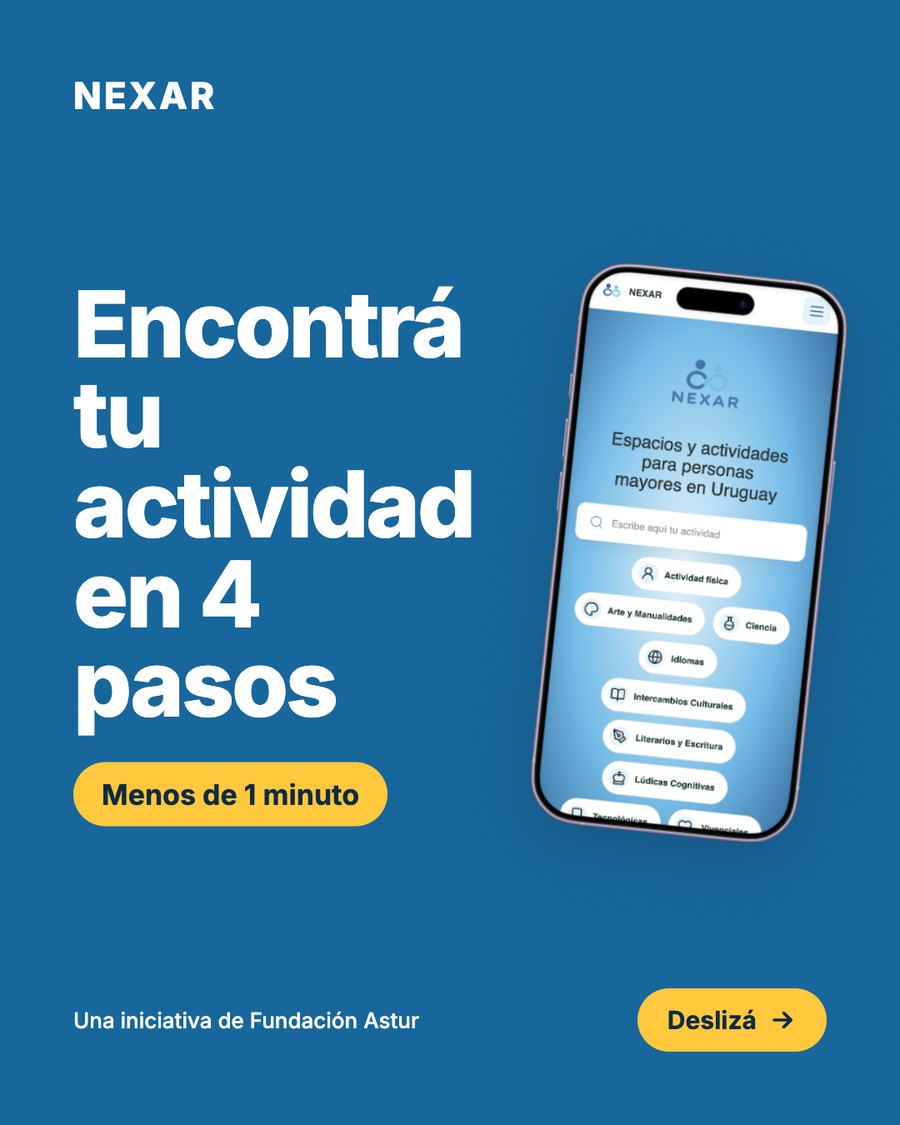 NEXAR
Encontrá
tu
actividad
en 4
pasos
Menos de 1 minuto
NEXAR
NEXAR
Espacios y actividades
para personas
mayores en Uruguay
Escribe aquí tu actividad
Actividad física
Arte y Manualidades
Ciencia
Idiomas
Intercambios Culturales
Literarios y Escritura
Lúdicas Cognitivas
Tecnológicas
Vivenciales
Una iniciativa de Fundación Astur
Deslizá →